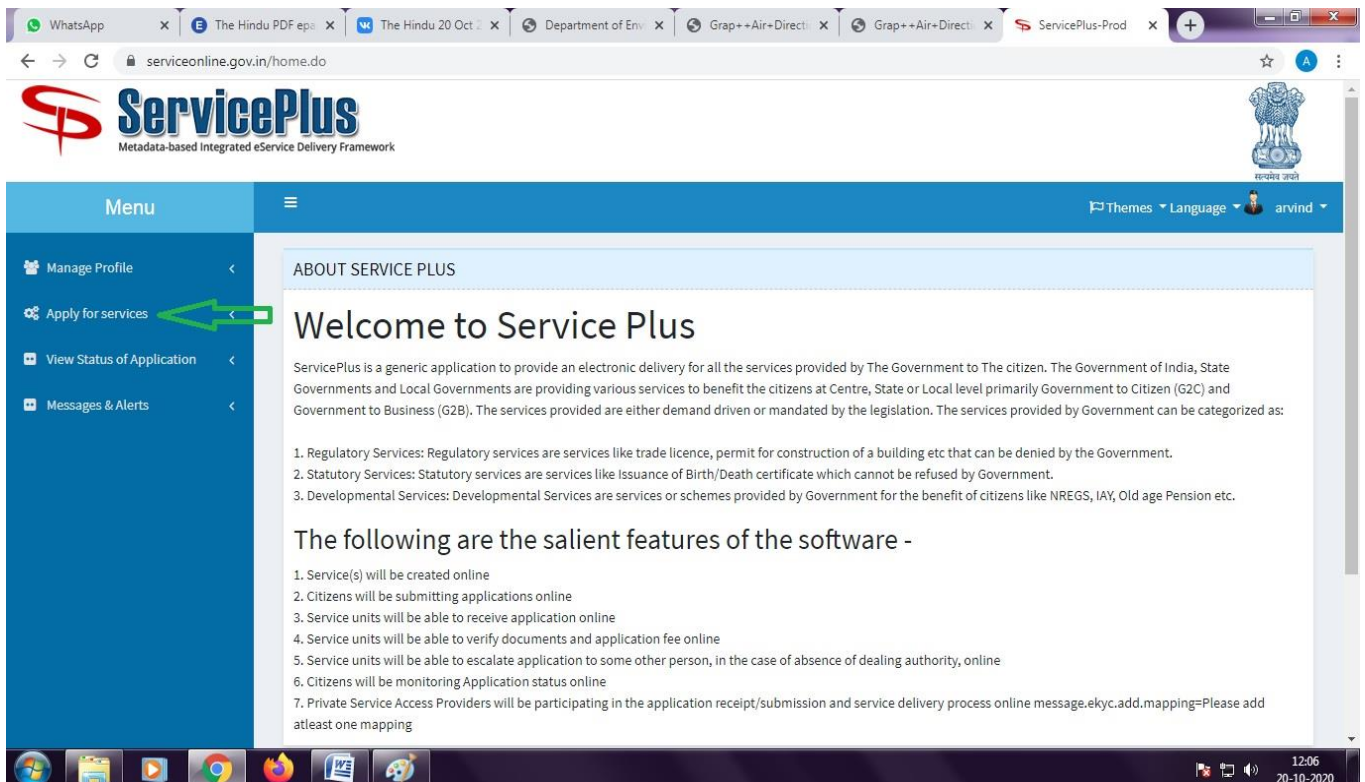 WhatsApp
The Hindu PDF epa
The Hindu 20 Oct 2
Department of Env
Grap++Air+Directi
Grap++Air+Directi
ServicePlus-Prod
serviceonline.gov.in/home.do
A
ServicePlus
Metadata-based Integrated eService Delivery Framework
सत्यमेव जयते
Menu
Themes Language arvind
Manage Profile
Apply for services
View Status of Application
Messages & Alerts
ABOUT SERVICE PLUS
Welcome to Service Plus
ServicePlus is a generic application to provide an electronic delivery for all the services provided by The Government to The citizen. The Government of India, State
Governments and Local Governments are providing various services to benefit the citizens at Centre, State or Local level primarily Government to Citizen (G2C) and
Government to Business (G2B). The services provided are either demand driven or mandated by the legislation. The services provided by Government can be categorized as:
1. Regulatory Services: Regulatory services are services like trade licence, permit for construction of a building etc that can be denied by the Government.
2. Statutory Services: Statutory services are services like Issuance of Birth/Death certificate which cannot be refused by Government.
3. Developmental Services: Developmental Services are services or schemes provided by Government for the benefit of citizens like NREGS, IAY, Old age Pension etc.
The following are the salient features of the software -
1. Service(s) will be created online
2. Citizens will be submitting applications online
3. Service units will be able to receive application online
4. Service units will be able to verify documents and application fee online
5. Service units will be able to escalate application to some other person, in the case of absence of dealing authority, online
6. Citizens will be monitoring Application status online
7. Private Service Access Providers will be participating in the application receipt/submission and service delivery process online message.ekyc.add.mapping=Please add
atleast one mapping
12:06
20-10-2020